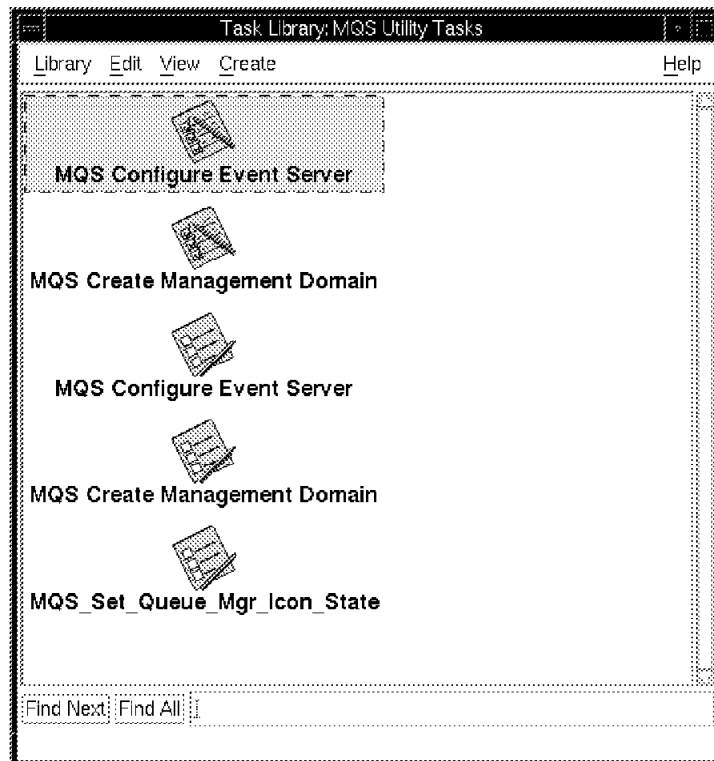 Task Library: MQS Utility Tasks
Library Edit View Create Help
MQS Configure Event Server
MQS Create Management Domain
MQS Configure Event Server
MQS Create Management Domain
MQS_Set_Queue_Mgr_Icon_State
Find Next Find All